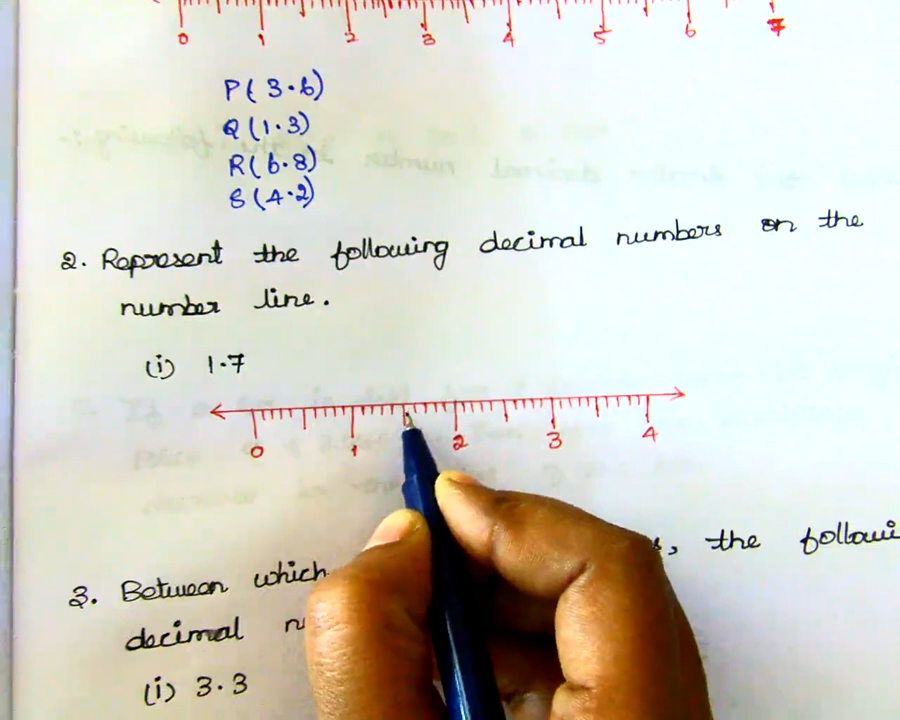 0 1 2 3 4 5 6 7
P(3.6)
Q(1.3)
R(6.8)
S(4.2)
2. Represent the following decimal numbers on the
number line.
(i) 1.7
0 1 2 3 4
3. Between which the followi
decimal
(i) 3.3